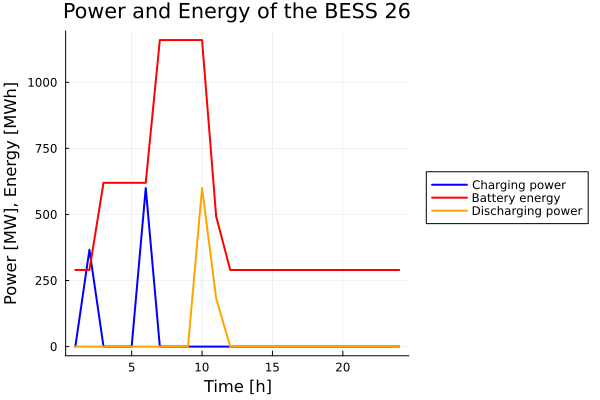 Power and Energy of the BESS 26
Power [MW], Energy [MWh]
1000
750
500
250
0
5
10
15
20
Time [h]
Charging power
Battery energy
Discharging power